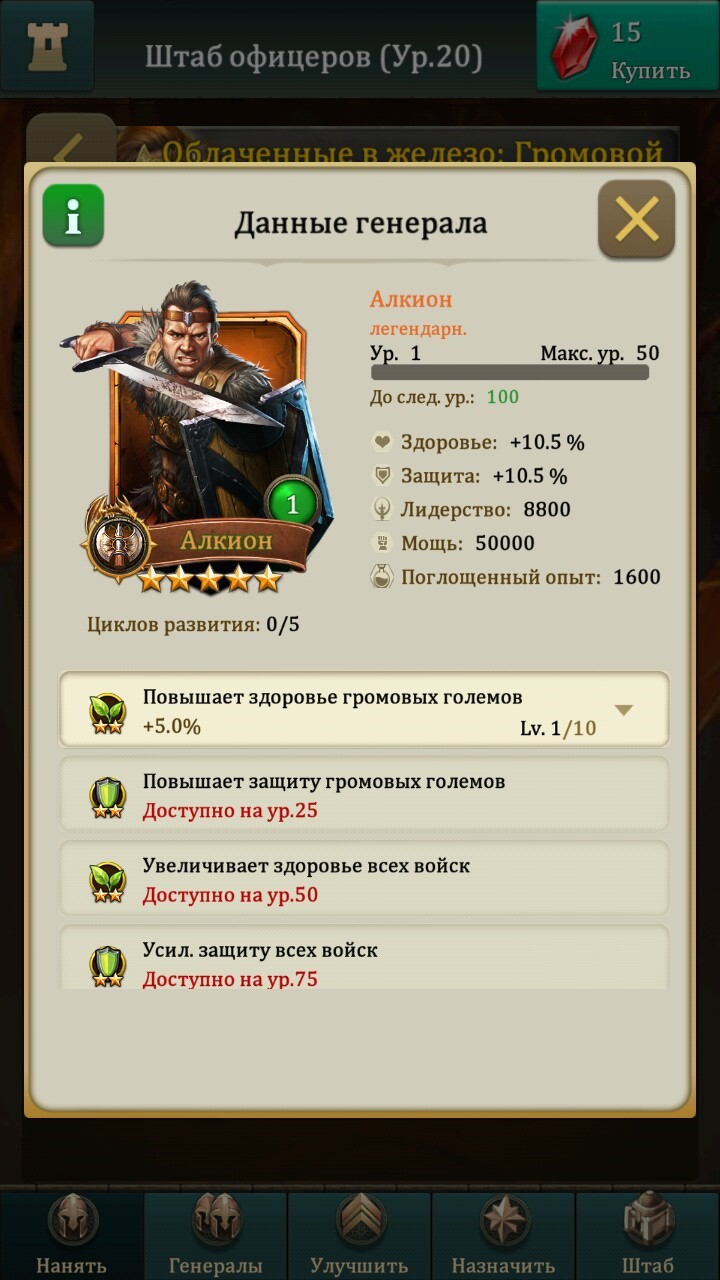 Штаб офицеров (Ур.20)
15
Купить
Облаченные в железо: Громовой
i
Данные генерала
Алкион
легендарн.
Ур. 1 Макс. ур. 50
До след. ур.: 100
Здоровье: +10.5 %
Защита: +10.5 %
Лидерство: 8800
Мощь: 50000
Поглощенный опыт: 1600
1
Алкион
Циклов развития: 0/5
Повышает здоровье громовых големов
+5.0% Lv. 1/10
Повышает защиту громовых големов
Доступно на ур.25
Увеличивает здоровье всех войск
Доступно на ур.50
Усил. защиту всех войск
Доступно на ур.75
Нанять Генералы Улучшить Назначить Штаб